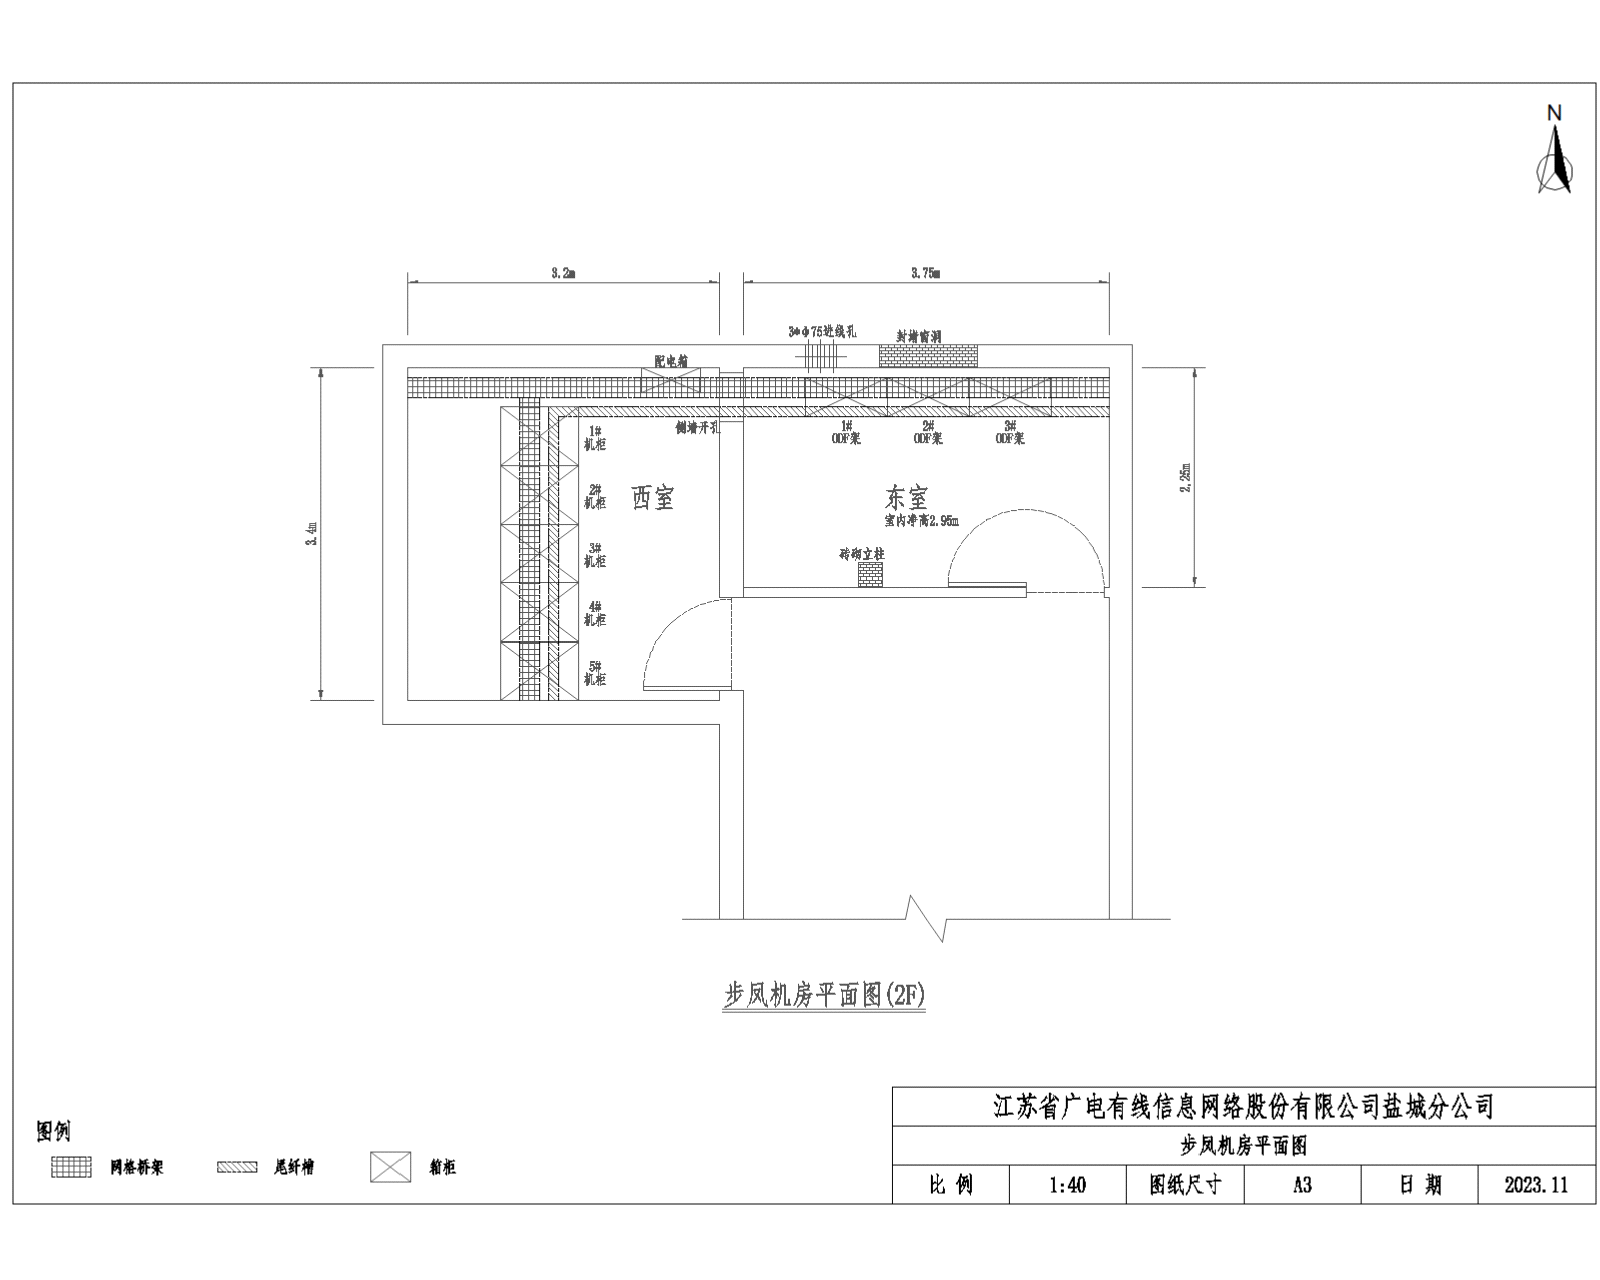 N
3.2m
3.75m
3*φ75进线孔
封堵窗洞
配电箱
侧墙开孔
1#
机柜
2#
机柜
3#
机柜
4#
机柜
5#
机柜
1#
ODF架
2#
ODF架
3#
ODF架
西室
东室
室内净高2.95m
砖砌立柱
3.4m
2.25m
步凤机房平面图(2F)
图例
网格桥架
尾纤槽
箱柜
江苏省广电有线信息网络股份有限公司盐城分公司
步凤机房平面图
比 例
1:40
图纸尺寸
A3
日 期
2023.11